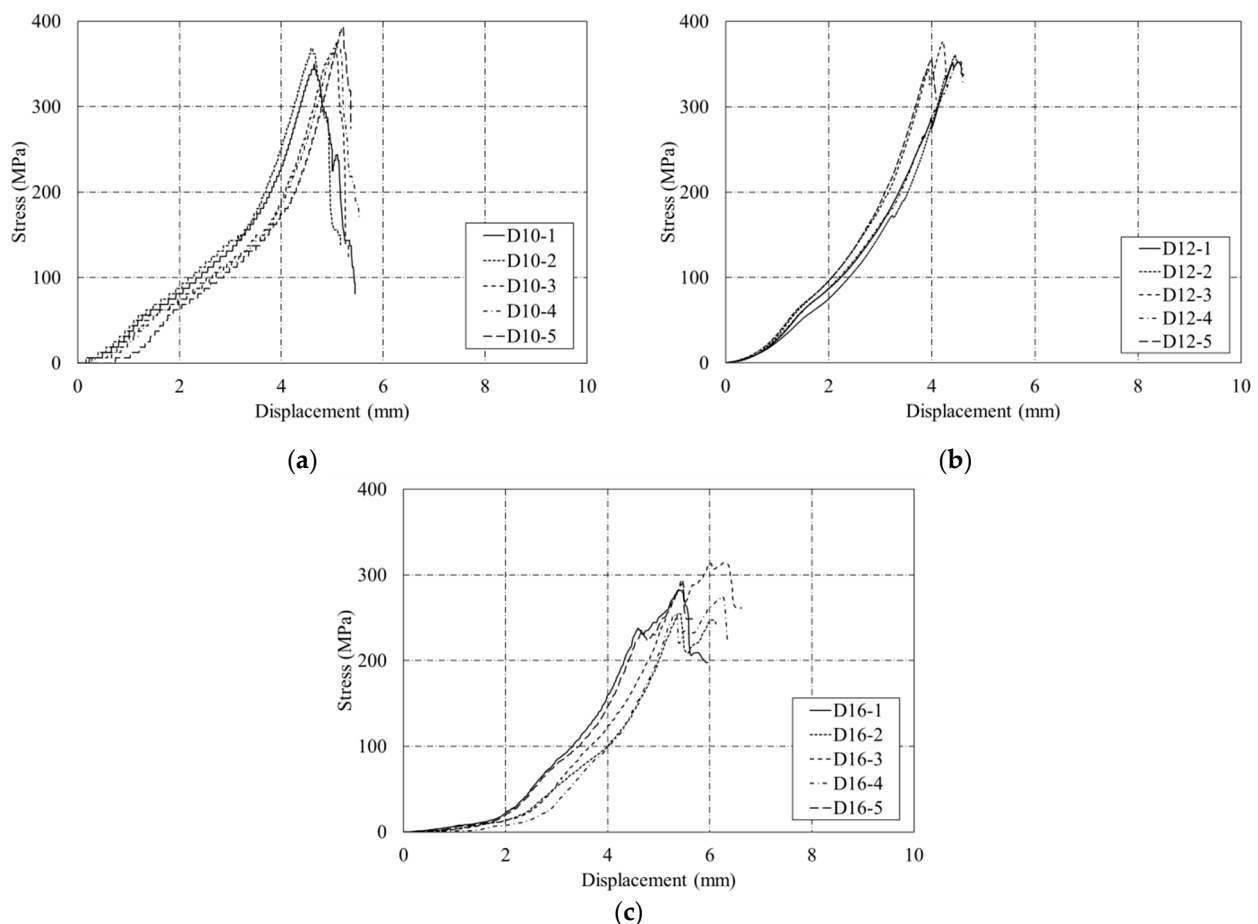 400
300
200
100
0
Stress (MPa)
D10-1
D10-2
D10-3
D10-4
D10-5
0 2 4 6 8 10
Displacement (mm)
(a)
400
300
200
100
0
Stress (MPa)
D12-1
D12-2
D12-3
D12-4
D12-5
0 2 4 6 8 10
Displacement (mm)
(b)
400
300
200
100
0
Stress (MPa)
D16-1
D16-2
D16-3
D16-4
D16-5
0 2 4 6 8 10
Displacement (mm)
(c)